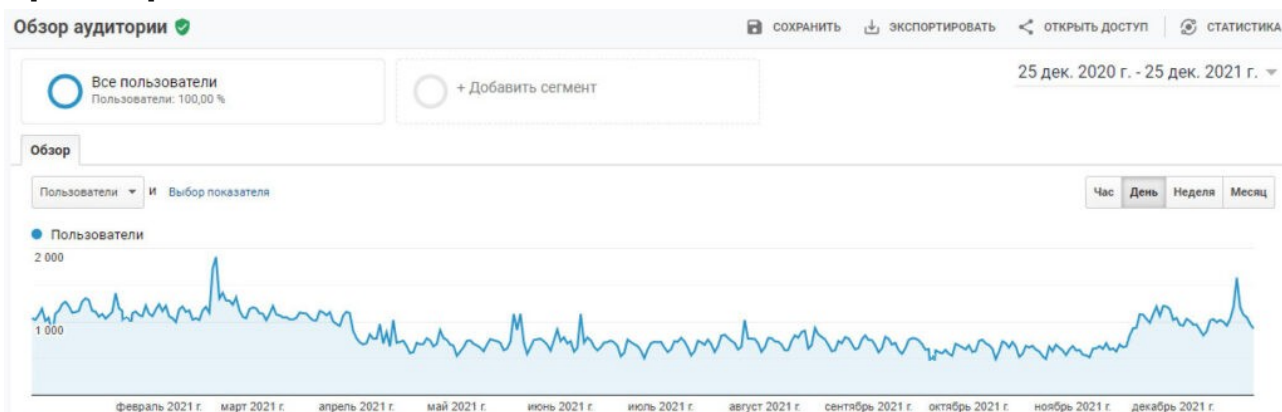 Обзор аудитории
СОХРАНИТЬ ЭКСПОРТИРОВАТЬ ОТКРЫТЬ ДОСТУП СТАТИСТИКА
Все пользователи
Пользователи: 100,00 %
+ Добавить сегмент
25 дек. 2020 г. - 25 дек. 2021 г.
Обзор
Пользователи и Выбор показателя
Час День Неделя Месяц
Пользователи
2 000
1 000
февраль 2021 г. март 2021 г. апрель 2021 г. май 2021 г. июнь 2021 г. июль 2021 г. август 2021 г. сентябрь 2021 г. октябрь 2021 г. ноябрь 2021 г. декабрь 2021 г.